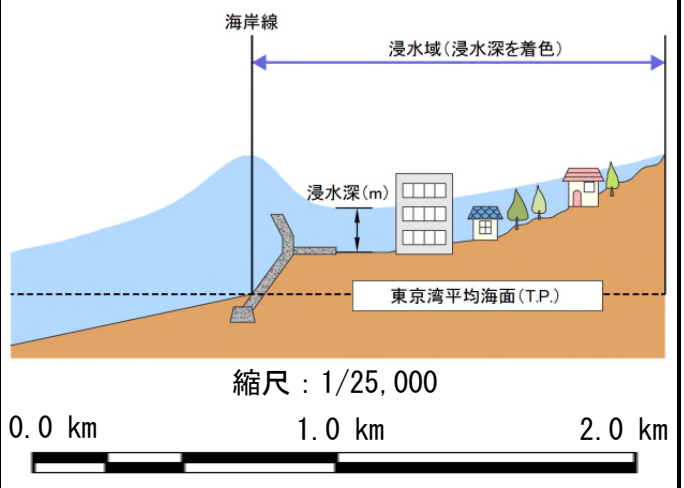 海岸線
浸水域(浸水深を着色)
浸水深(m)
東京湾平均海面(T.P.)
縮尺：1/25,000
0.0 km 1.0 km 2.0 km